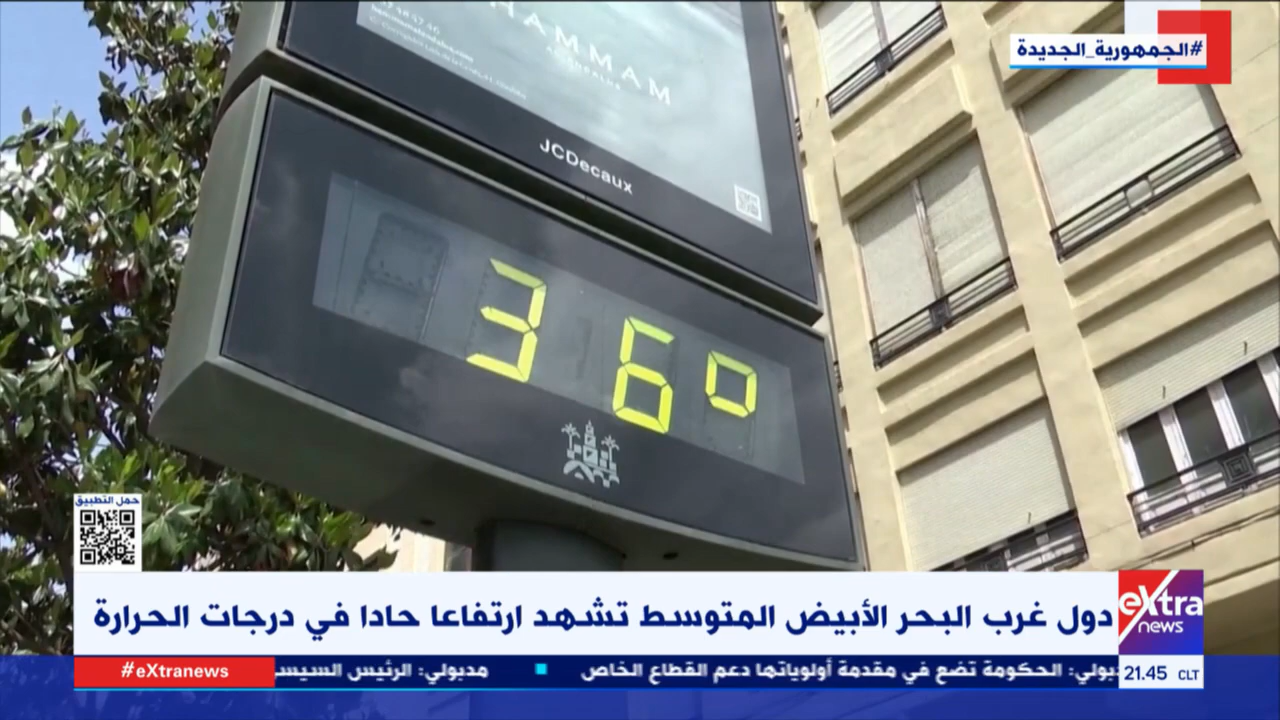 HAMMAM
JCDecaux
#الجمهورية_الجديدة
36°
حمل التطبيق
دول غرب البحر الأبيض المتوسط تشهد ارتفاعا حادا في درجات الحرارة
eXtra
news
#eXtranews
مدبولي: الحكومة تضع في مقدمة أولوياتها دعم القطاع الخاص
مدبولي: الرئيس
21.45 CLT